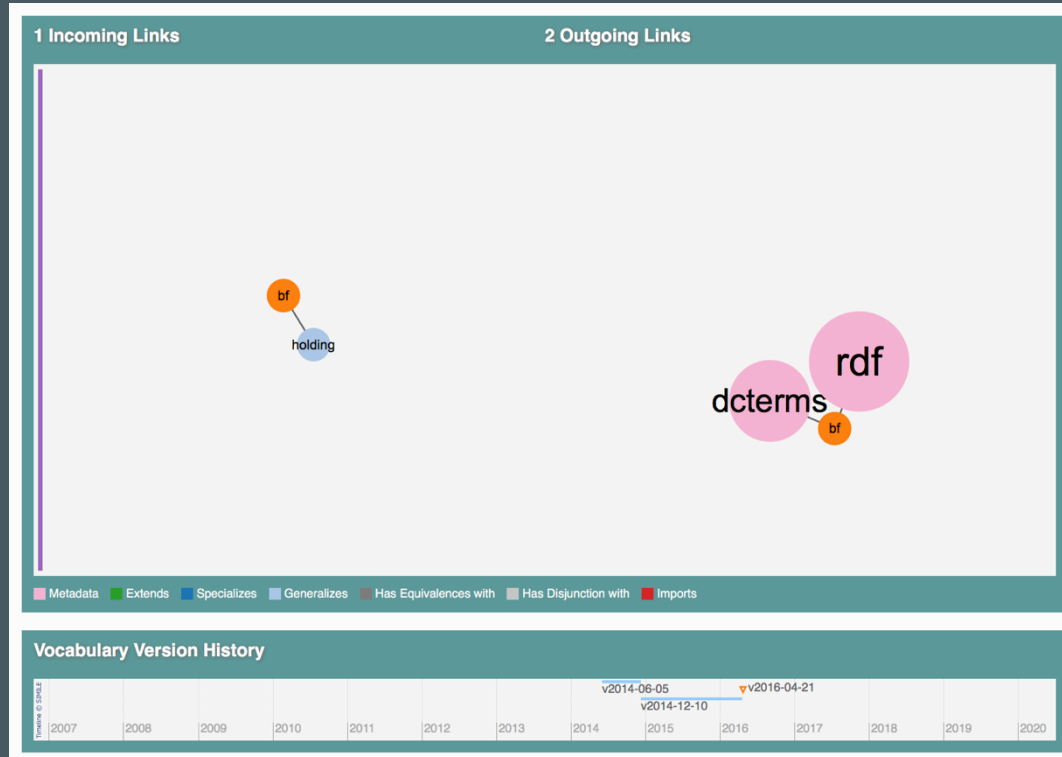 1 Incoming Links
2 Outgoing Links
bf
holding
rdf
dcterms
bf
Metadata Extends Specializes Generalizes Has Equivalences with Has Disjunction with Imports
Vocabulary Version History
Timeline © SIMILE
v2014-06-05
v2016-04-21
v2014-12-10
2007 2008 2009 2010 2011 2012 2013 2014 2015 2016 2017 2018 2019 2020